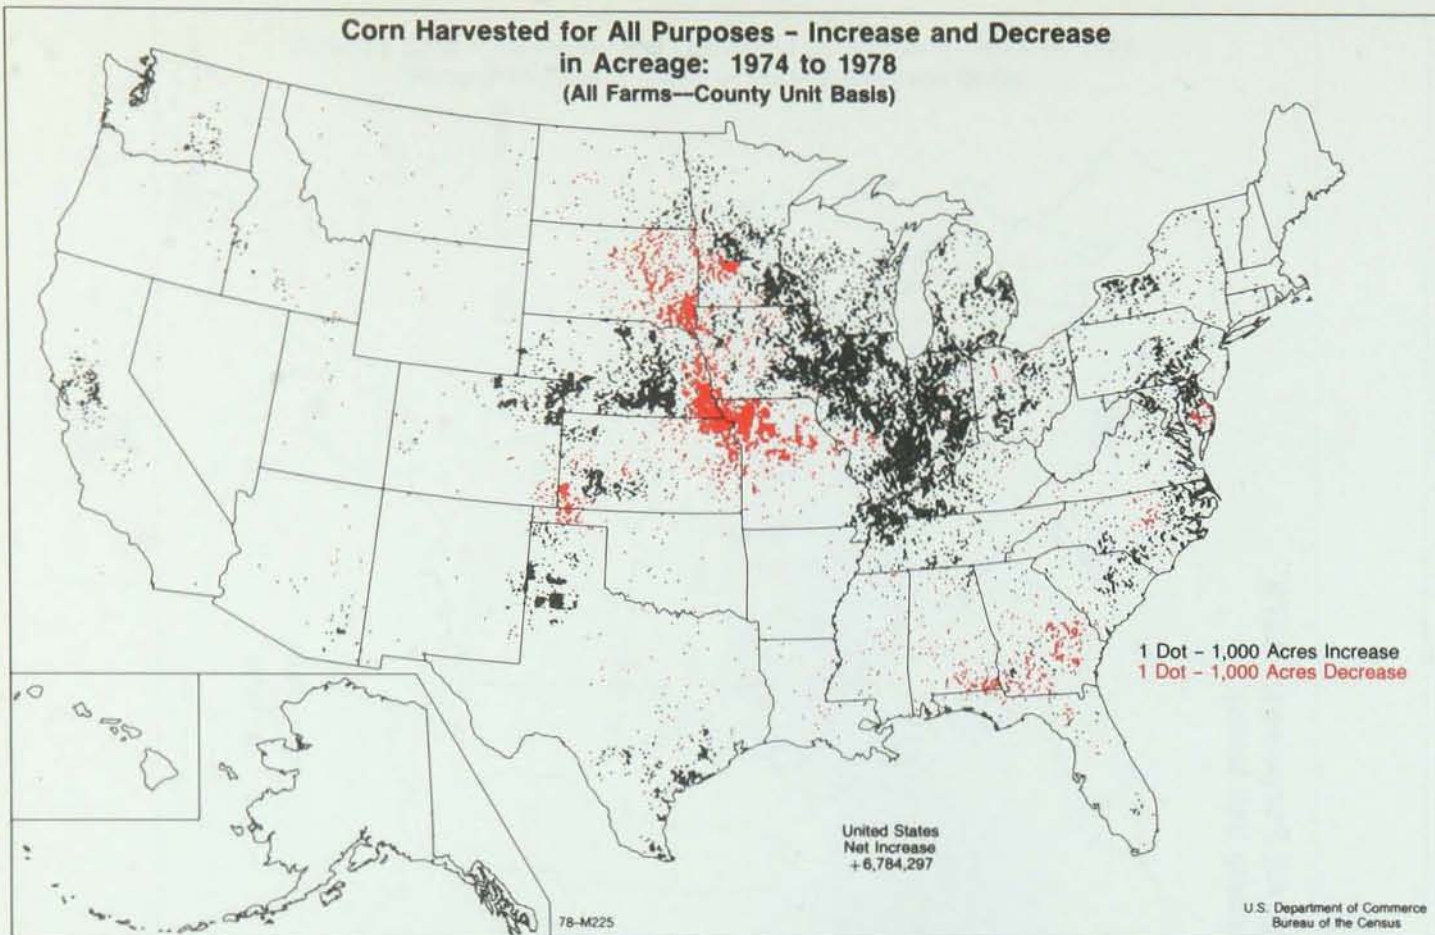 Corn Harvested for All Purposes – Increase and Decrease
in Acreage: 1974 to 1978
(All Farms—County Unit Basis)
1 Dot – 1,000 Acres Increase
1 Dot – 1,000 Acres Decrease
United States
Net Increase
+6,784,297
78-M225
U.S. Department of Commerce
Bureau of the Census